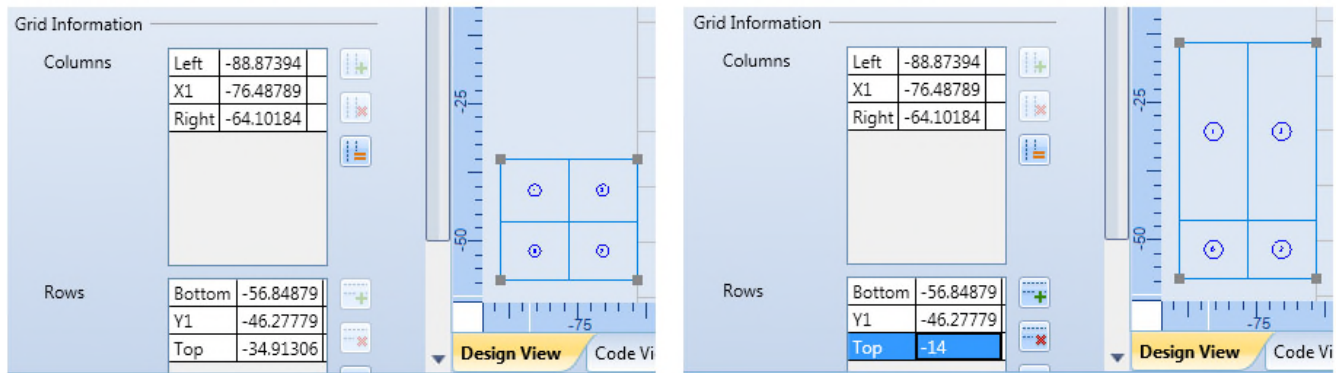 Grid Information
Columns
Left -88.87394
X1 -76.48789
Right -64.10184
Rows
Bottom -56.84879
Y1 -46.27779
Top -34.91306
-25
-50
-75
Design View Code Vi
Grid Information
Columns
Left -88.87394
X1 -76.48789
Right -64.10184
Rows
Bottom -56.84879
Y1 -46.27779
Top -14
-25
-50
-75
Design View Code Vi